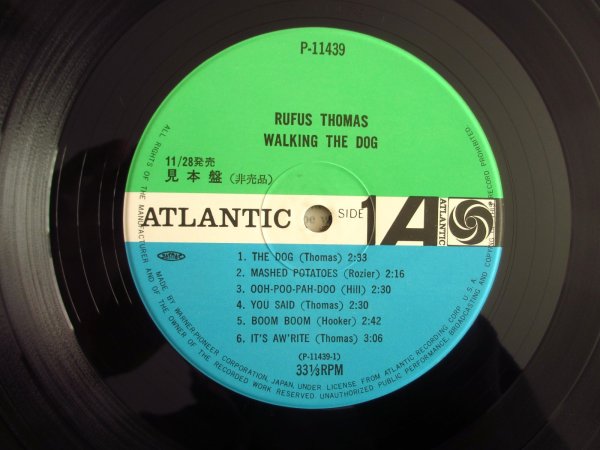 P-11439
RUFUS THOMAS
WALKING THE DOG
11/28発売
見本盤 (非売品)
ATLANTIC SIDE 1 A ATLANTIC
1. THE DOG (Thomas) 2:33
2. MASHED POTATOES (Rozier) 2:16
3. OOH-POO-PAH-DOO (Hill) 2:30
4. YOU SAID (Thomas) 2:30
5. BOOM BOOM (Hooker) 2:42
6. IT'S AW'RITE (Thomas) 3:06
(P-11439-1)
33⅓RPM
MADE BY WARNER-PIONEER CORPORATION, JAPAN, UNDER LICENSE FROM ATLANTIC RECORDING CORP. U.S.A.
ALL RIGHTS OF THE MANUFACTURER AND OF THE OWNER OF THE RECORDED WORK RESERVED. UNAUTHORIZED PUBLIC PERFORMANCE, BROADCASTING AND RECORD PROHIBITED